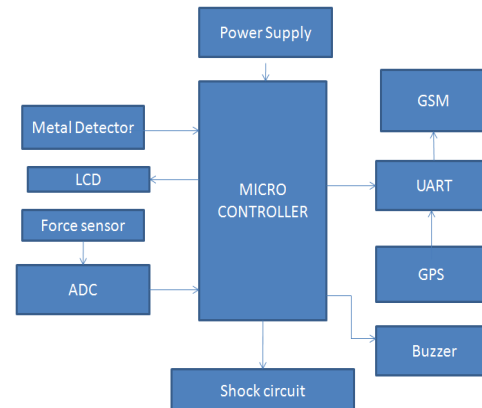 Power Supply
GSM
Metal Detector
LCD
MICRO
CONTROLLER
UART
Force sensor
ADC
GPS
Buzzer
Shock circuit